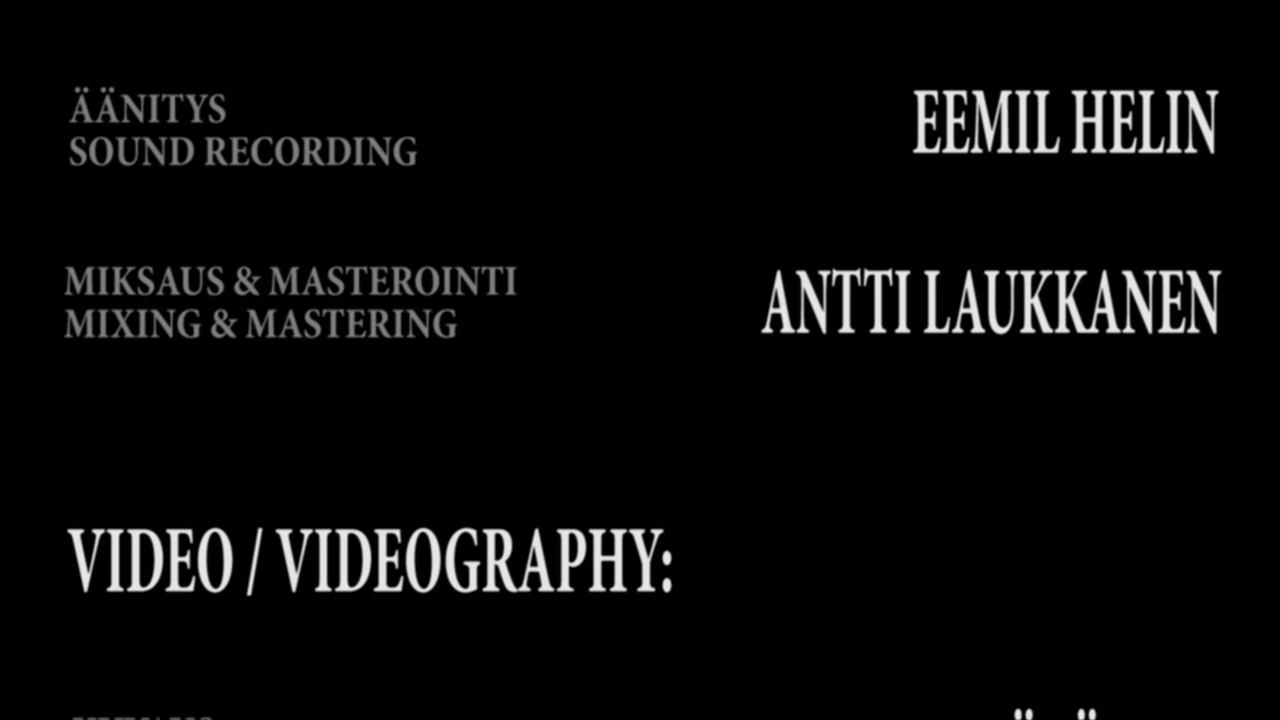 ÄÄNITYS
SOUND RECORDING
EEMIL HELIN
MIKSAUS & MASTEROINTI
MIXING & MASTERING
ANTTI LAUKKANEN
VIDEO / VIDEOGRAPHY: